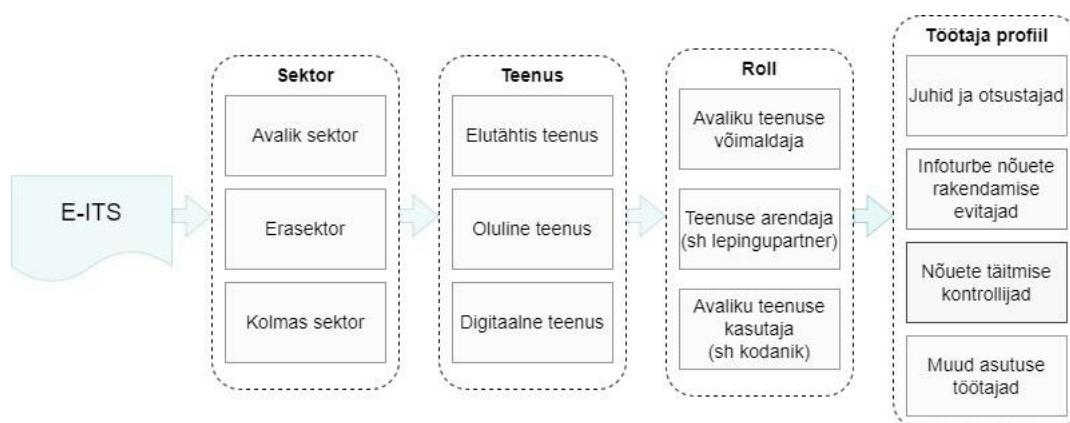 E-ITS
Sektor
Avalik sektor
Erasektor
Kolmas sektor
Teenus
Elutähtis teenus
Oluline teenus
Digitaalne teenus
Roll
Avaliku teenuse
võimaldaja
Teenuse arendaja
(sh lepingupartner)
Avaliku teenuse
kasutaja
(sh kodanik)
Töötaja profiil
Juhid ja otsustajad
Infoturbe nõuete
rakendamise
evitajad
Nõuete täitmise
kontrollijad
Muud asutuse
töötajad